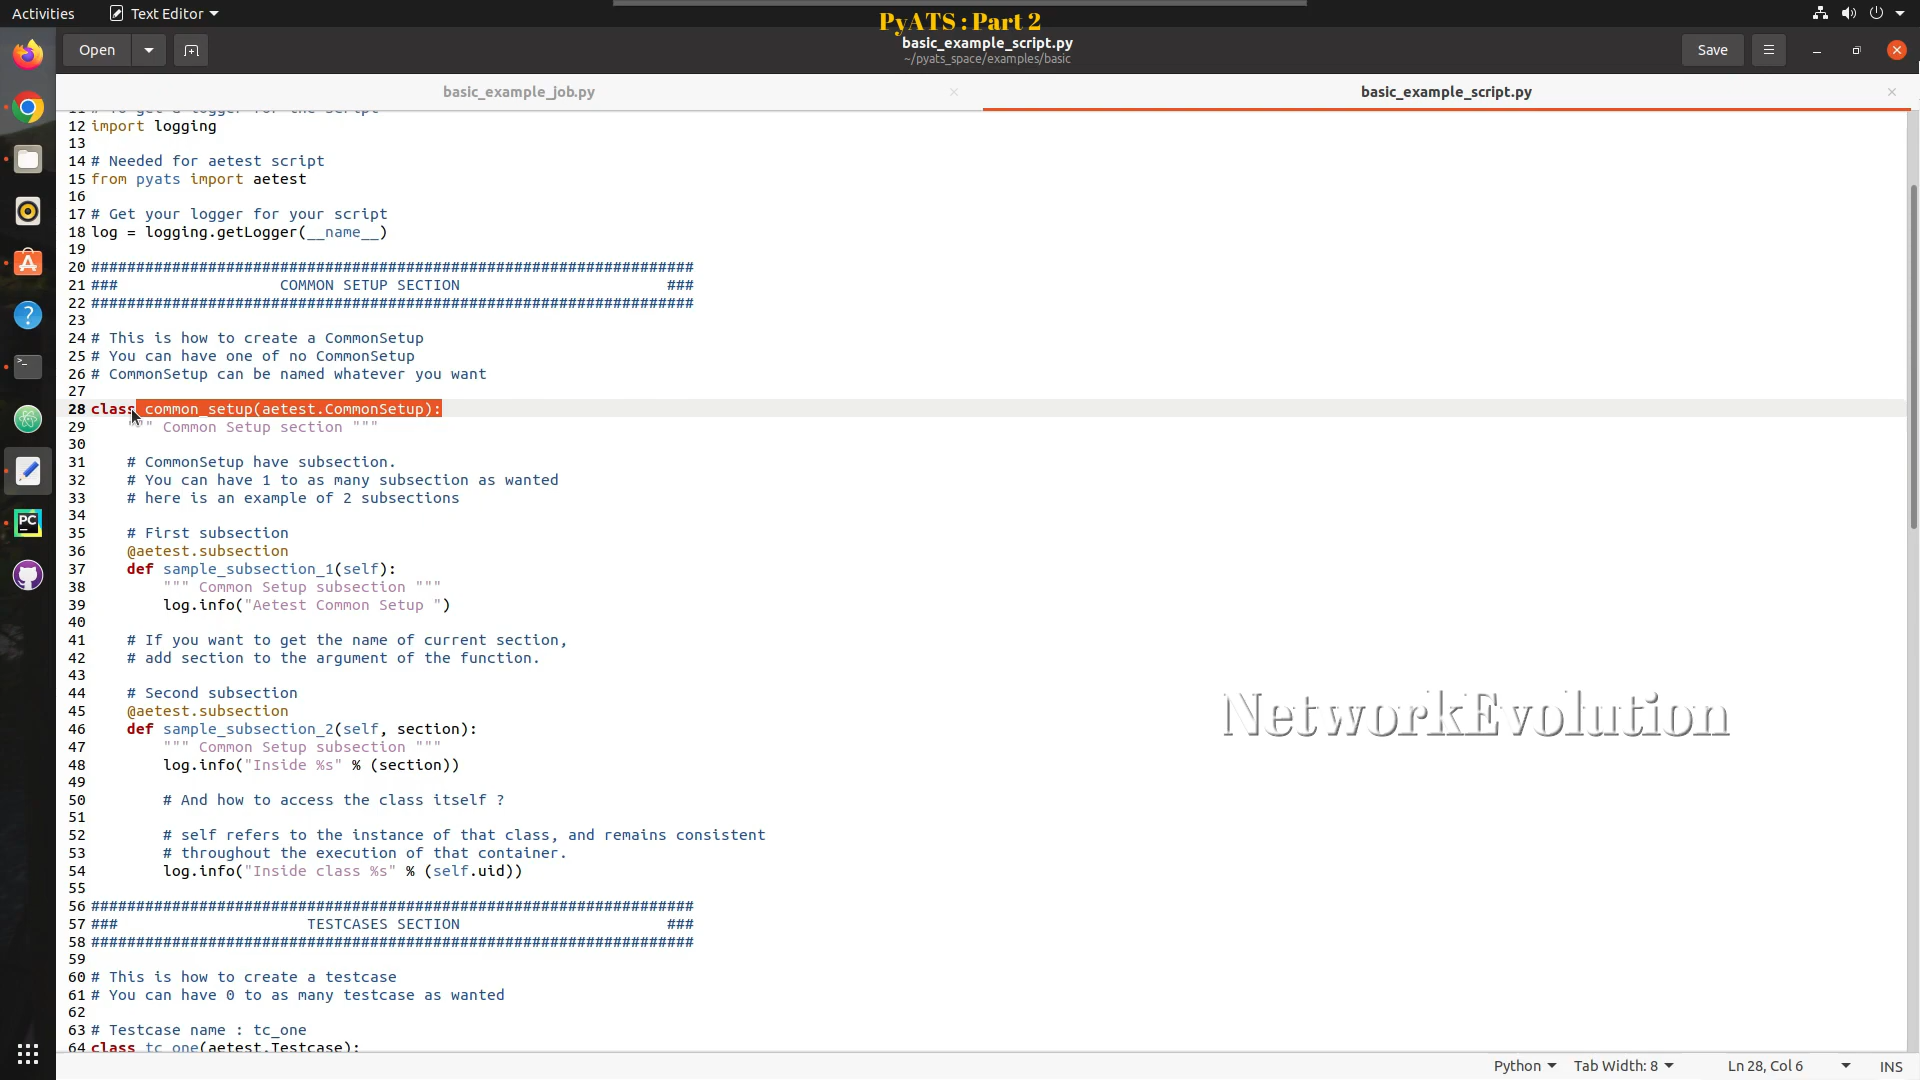 Activities
Text Editor
PyATS : Part 2
Open
basic_example_script.py
~/pyats_space/examples/basic
Save
basic_example_job.py
basic_example_script.py
11 # To get a logger for the script
12 import logging
13
14 # Needed for aetest script
15 from pyats import aetest
16
17 # Get your logger for your script
18 log = logging.getLogger(__name__)
19
20 ###################################################################
21 ###                  COMMON SETUP SECTION                       ###
22 ###################################################################
23
24 # This is how to create a CommonSetup
25 # You can have one of no CommonSetup
26 # CommonSetup can be named whatever you want
27
28 class common_setup(aetest.CommonSetup):
29     """ Common Setup section """
30
31     # CommonSetup have subsection.
32     # You can have 1 to as many subsection as wanted
33     # here is an example of 2 subsections
34
35     # First subsection
36     @aetest.subsection
37     def sample_subsection_1(self):
38         """ Common Setup subsection """
39         log.info("Aetest Common Setup ")
40
41     # If you want to get the name of current section,
42     # add section to the argument of the function.
43
44     # Second subsection
45     @aetest.subsection
46     def sample_subsection_2(self, section):
47         """ Common Setup subsection """
48         log.info("Inside %s" % (section))
49
50         # And how to access the class itself ?
51
52         # self refers to the instance of that class, and remains consistent
53         # throughout the execution of that container.
54         log.info("Inside class %s" % (self.uid))
55
56 ###################################################################
57 ###                     TESTCASES SECTION                       ###
58 ###################################################################
59
60 # This is how to create a testcase
61 # You can have 0 to as many testcase as wanted
62
63 # Testcase name : tc_one
64 class tc_one(aetest.Testcase):
NetworkEvolution
Python
Tab Width: 8
Ln 28, Col 6
INS